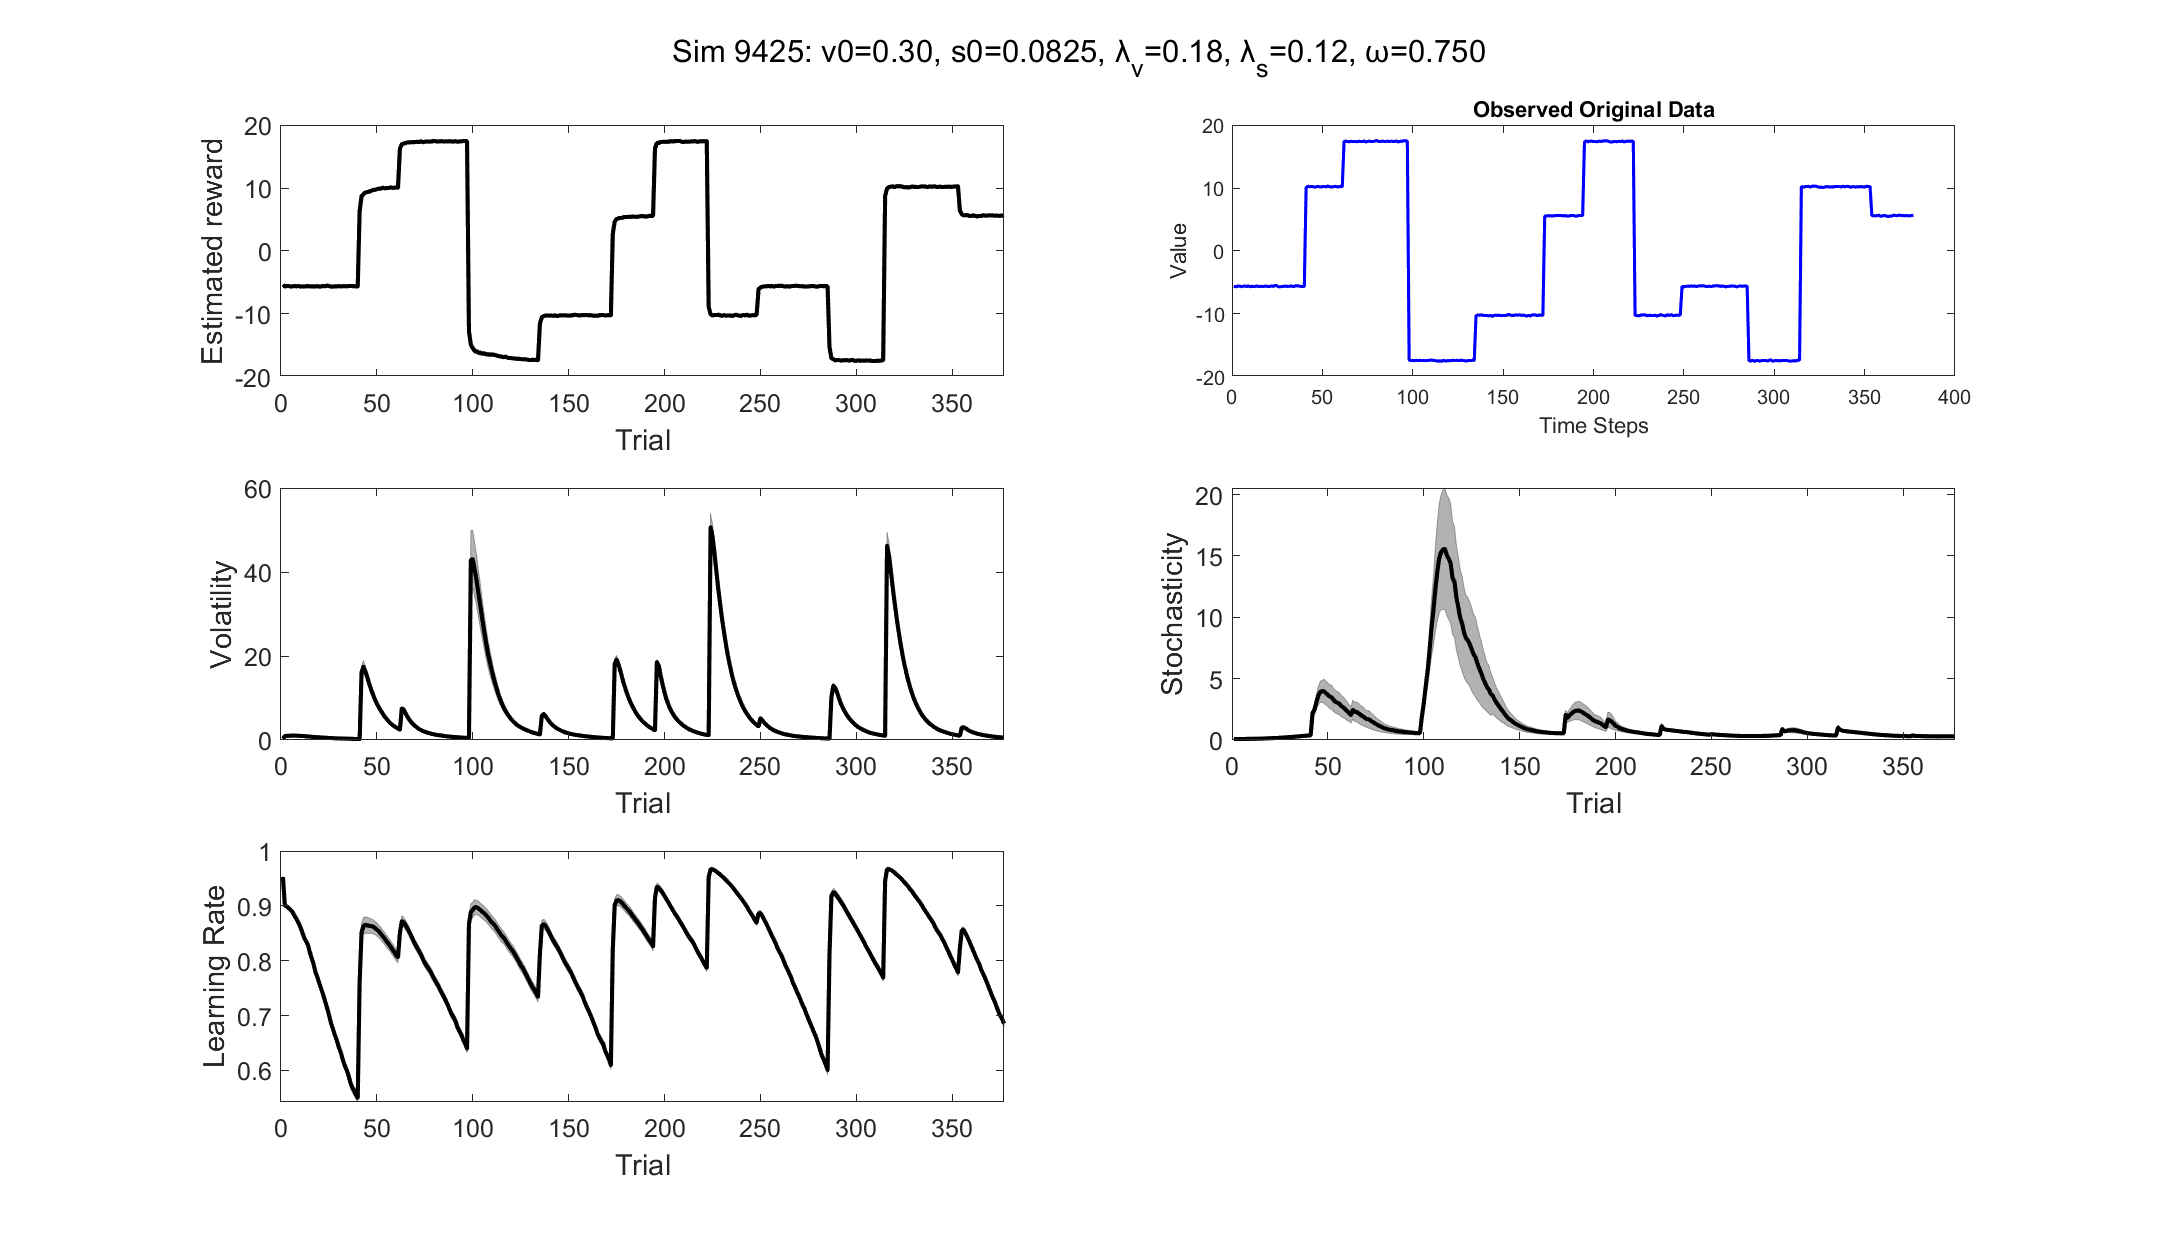 Sim 9425: v0=0.30, s0=0.0825, λ_v=0.18, λ_s=0.12, ω=0.750
Estimated reward
20
10
0
-10
-20
0 50 100 150 200 250 300 350
Trial
Observed Original Data
Value
20
10
0
-10
-20
0 50 100 150 200 250 300 350 400
Time Steps
Volatility
60
40
20
0
0 50 100 150 200 250 300 350
Trial
Stochasticity
20
15
10
5
0
0 50 100 150 200 250 300 350
Trial
Learning Rate
1
0.9
0.8
0.7
0.6
0 50 100 150 200 250 300 350
Trial